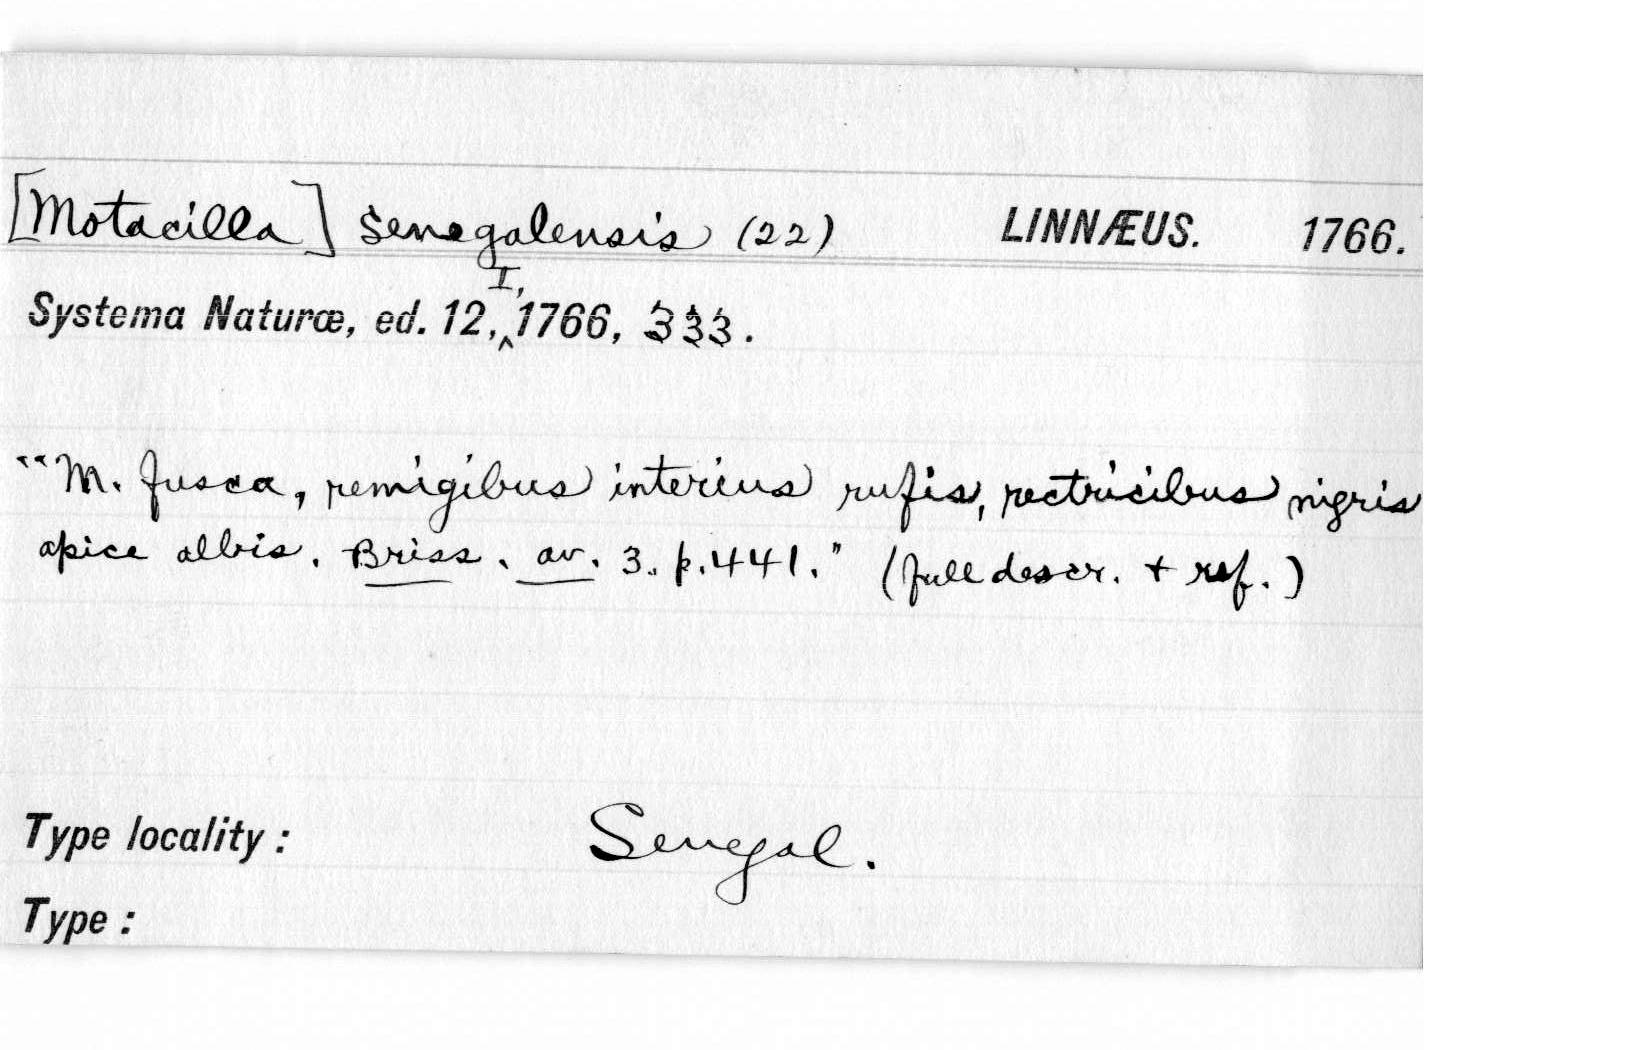 [Motacilla] senegalensis (22) LINNÆUS. 1766.
Systema Naturæ, ed. 12, I, 1766, 333.
"M. fusca, remigibus interius rufis, rectricibus nigris
apice albis. Briss. av. 3. p. 441." (full descr. + ref.)
Type locality: Senegal.
Type: